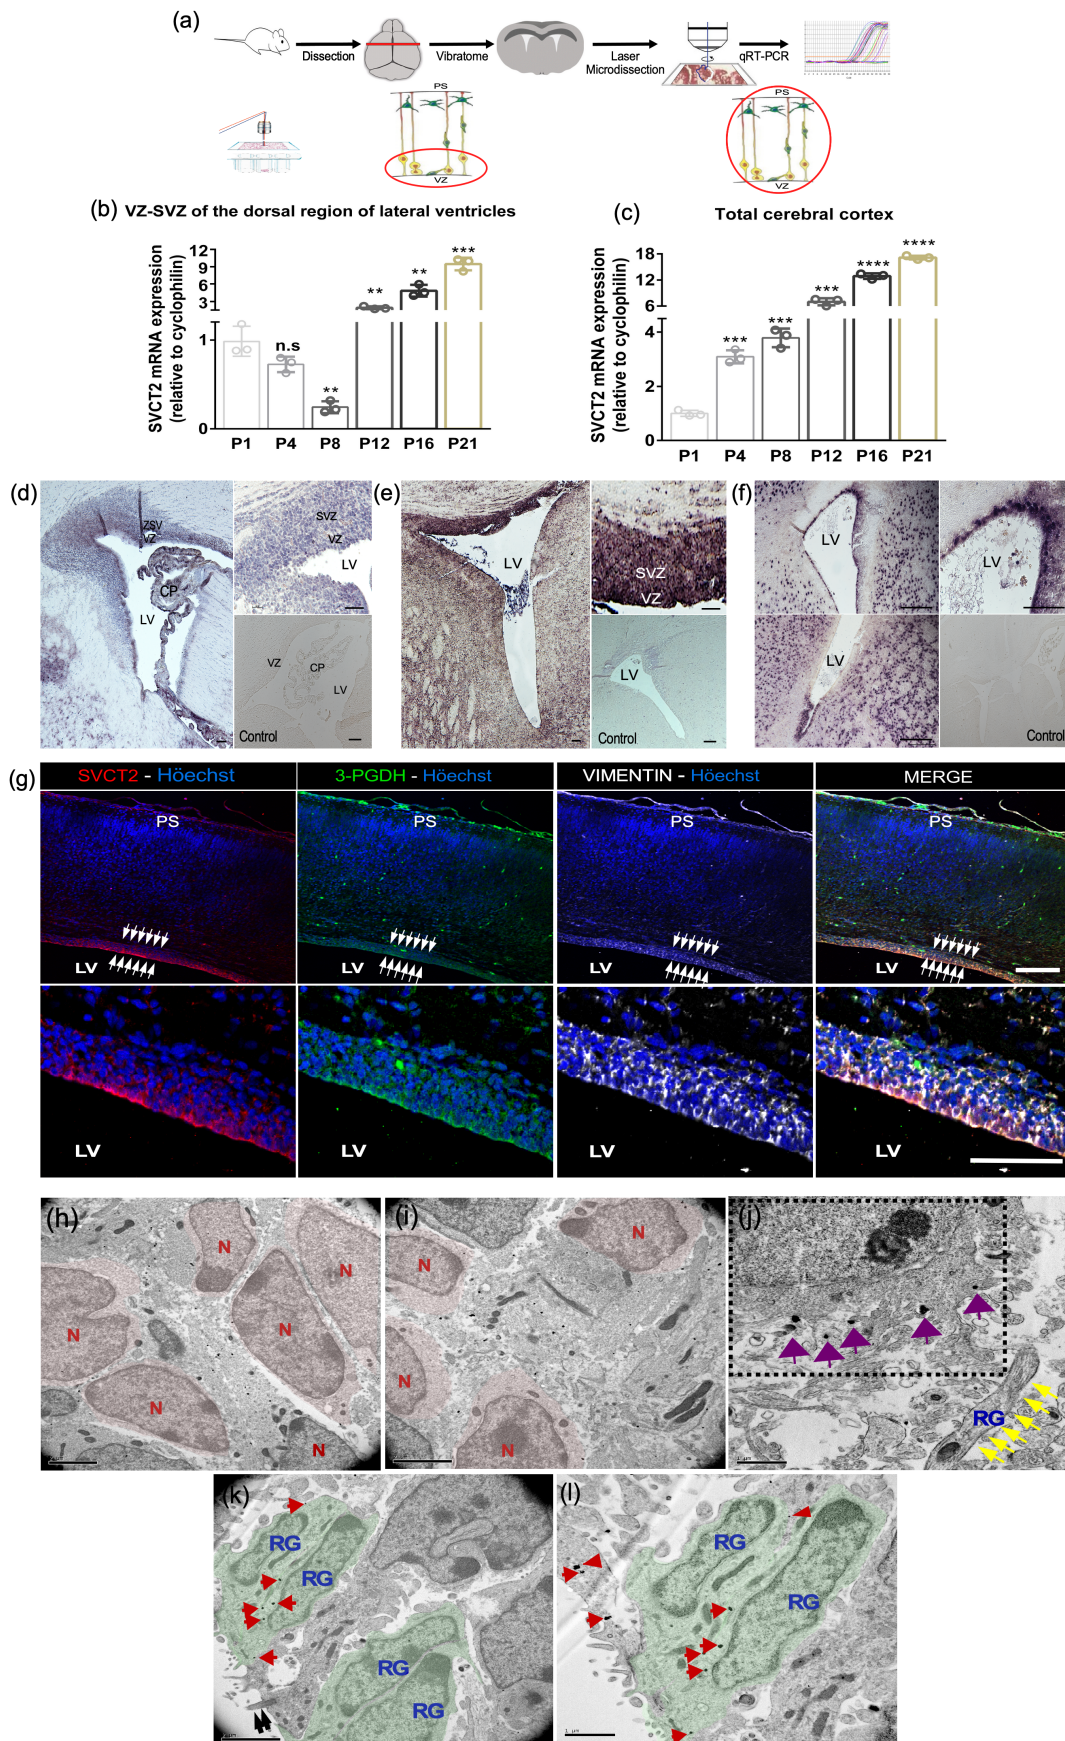 (a)
Dissection
Vibratome
Laser
Microdissection
qRT-PCR
PS
VZ
PS
VZ
(b) VZ-SVZ of the dorsal region of lateral ventricles
SVCT2 mRNA expression
(relative to cyclophilin)
12
9
6
3
1
0
n.s
**
**
**
***
P1 P4 P8 P12 P16 P21
(c) Total cerebral cortex
SVCT2 mRNA expression
(relative to cyclophilin)
18
12
6
4
2
0
***
***
***
****
****
P1 P4 P8 P12 P16 P21
(d)
ZSV
VZ
CP
LV
SVZ
VZ
LV
VZ
CP
LV
Control
(e)
LV
SVZ
VZ
LV
Control
(f)
LV
LV
LV
Control
(g)
SVCT2 - Höechst
3-PGDH - Höechst
VIMENTIN - Höechst
MERGE
PS
PS
PS
PS
LV
LV
LV
LV
LV
LV
LV
LV
(h)
N
N
N
N
N
N
(i)
N
N
N
N
(j)
RG
(k)
RG
RG
RG
RG
(l)
RG
RG
1 µm